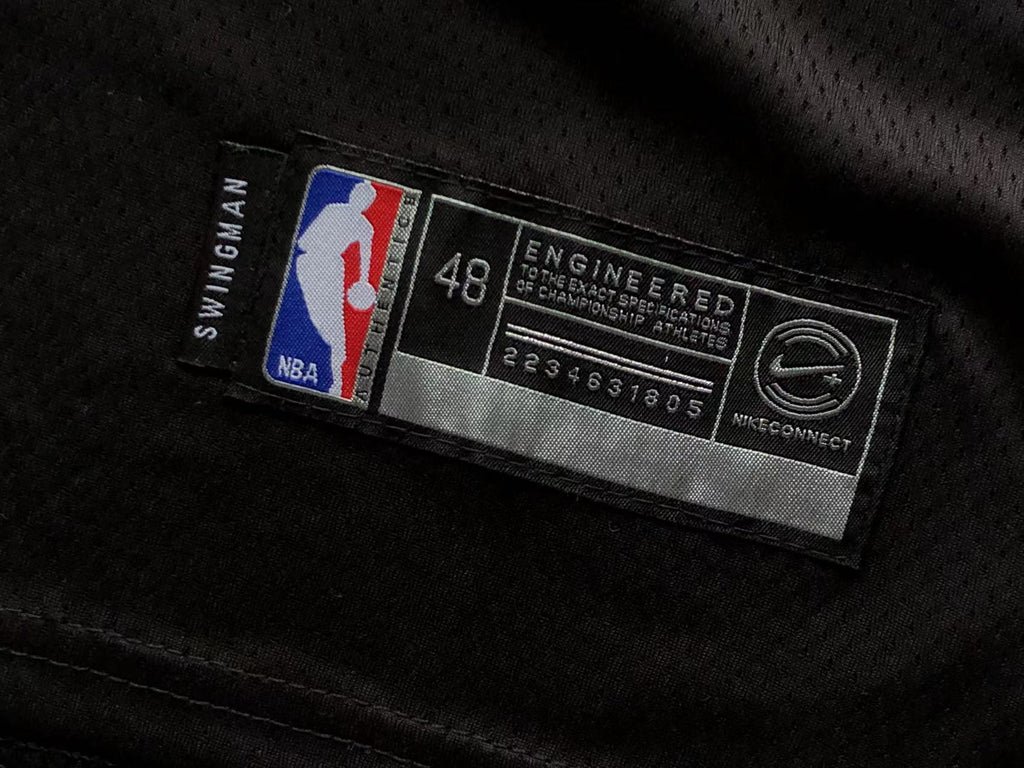 SWINGMAN
NBA
AUTHENTICS
48
ENGINEERED
TO THE EXACT SPECIFICATIONS
OF CHAMPIONSHIP ATHLETES
2234631805
NIKECONNECT